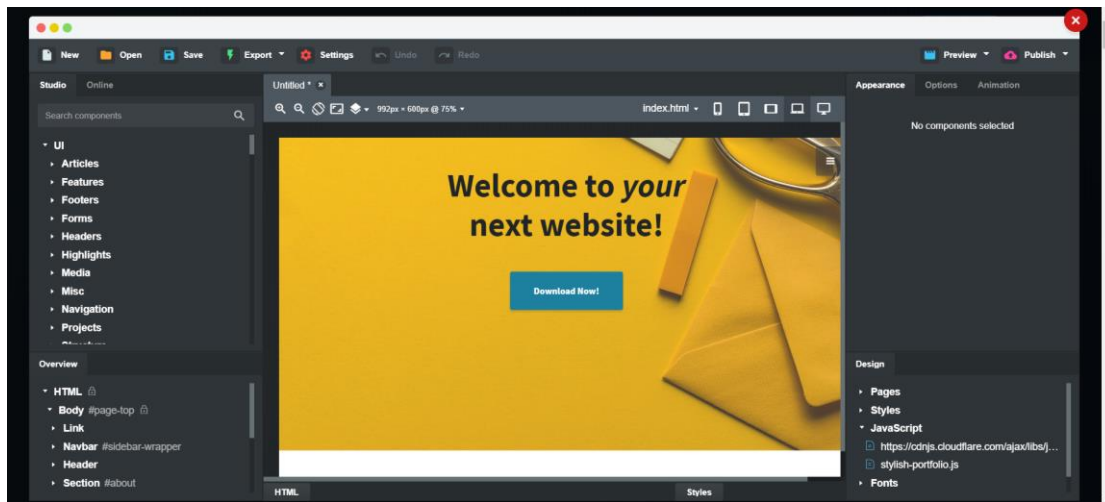 New Open Save Export Settings Undo Redo Preview Publish
Studio Online
Untitled *
Appearance Options Animation
Search components
992px × 600px @ 75%
index.html
No components selected
UI
Articles
Features
Footers
Forms
Headers
Highlights
Media
Misc
Navigation
Projects
Welcome to your
next website!
Download Now!
Overview
HTML
Body #page-top
Link
Navbar #sidebar-wrapper
Header
Section #about
HTML
Styles
Design
Pages
Styles
JavaScript
https://cdnjs.cloudflare.com/ajax/libs/j...
stylish-portfolio.js
Fonts